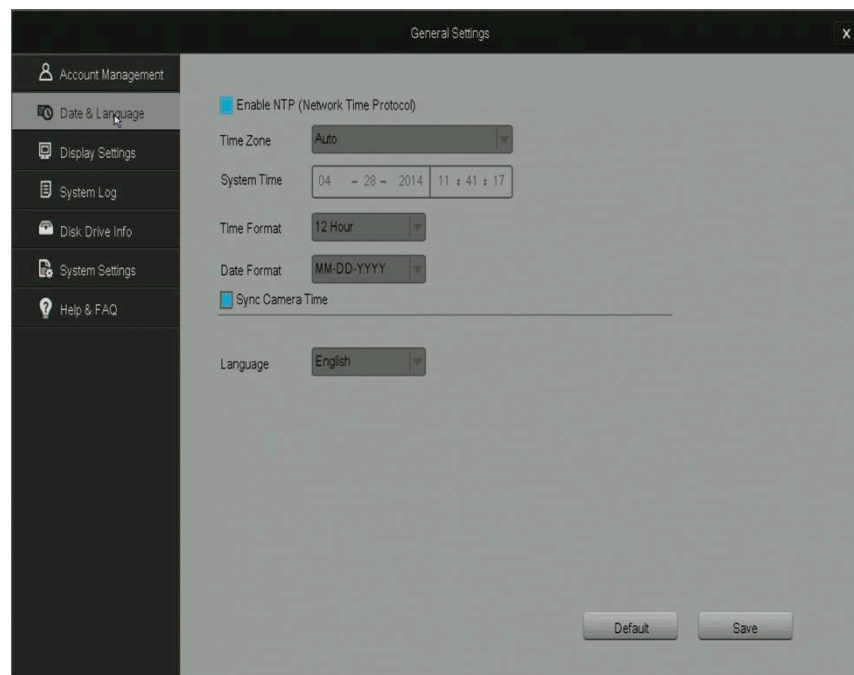 General Settings
X
Account Management
Date & Language
Display Settings
System Log
Disk Drive Info
System Settings
Help & FAQ
Enable NTP (Network Time Protocol)
Time Zone Auto
System Time 04 - 28 - 2014 11 : 41 : 17
Time Format 12 Hour
Date Format MM-DD-YYYY
Sync Camera Time
Language English
Default Save